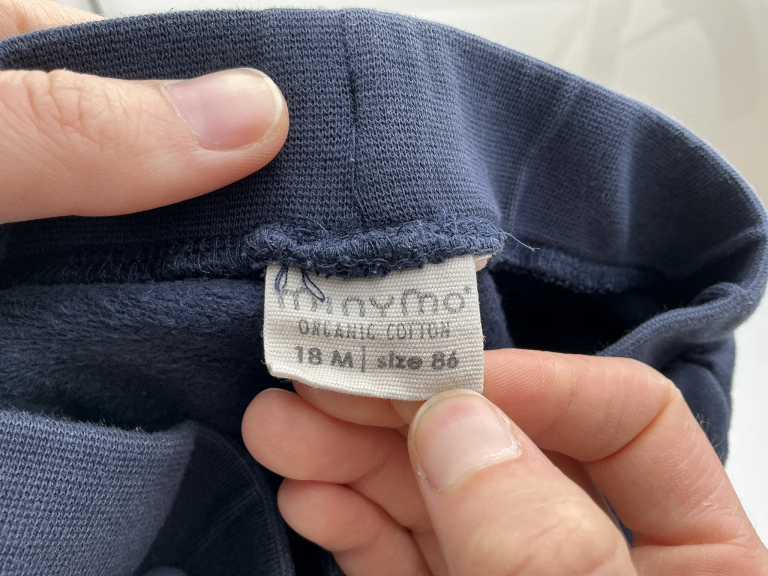 minymo®
ORGANIC COTTON
18 M | size 86